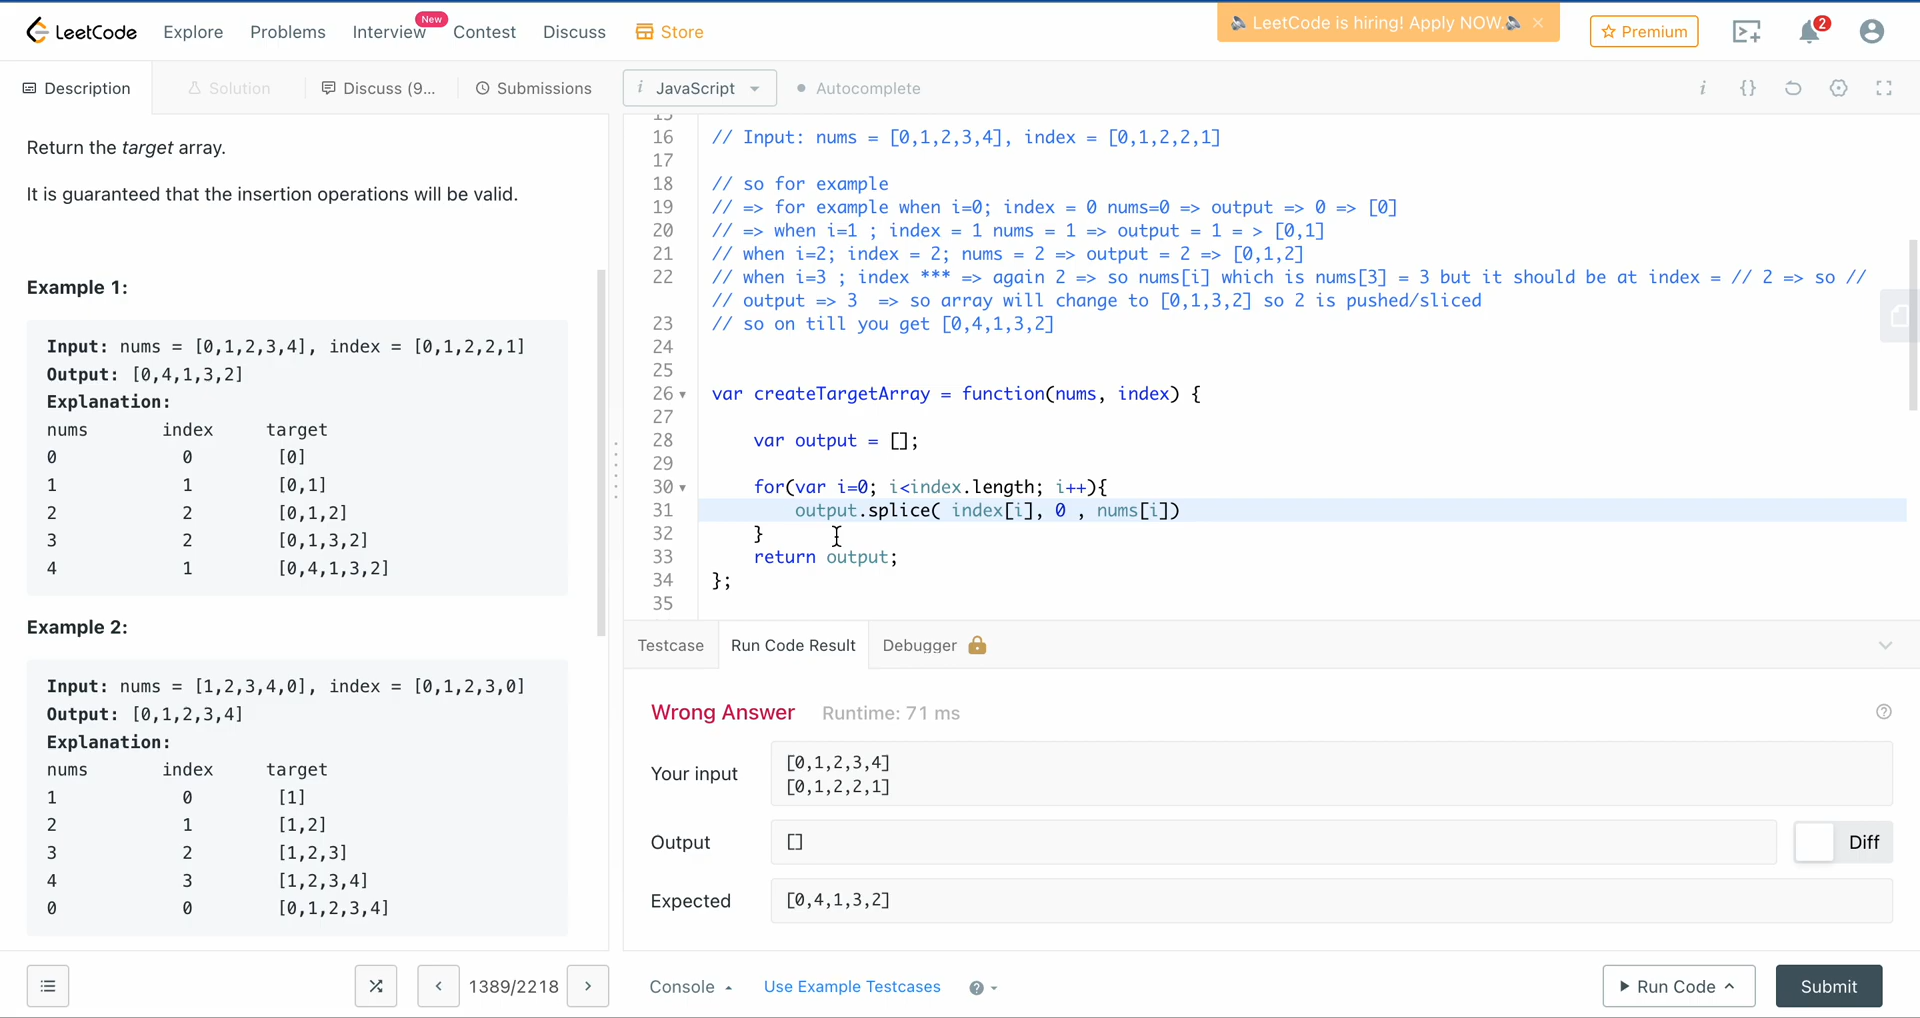 LeetCode
Explore
Problems
Interview
New
Contest
Discuss
Store
LeetCode is hiring! Apply NOW.
Premium
2
Description
Solution
Discuss (9...
Submissions
i JavaScript
Autocomplete
Return the target array.
It is guaranteed that the insertion operations will be valid.
Example 1:
Input: nums = [0,1,2,3,4], index = [0,1,2,2,1]
Output: [0,4,1,3,2]
Explanation:
nums index target
0 0 [0]
1 1 [0,1]
2 2 [0,1,2]
3 2 [0,1,3,2]
4 1 [0,4,1,3,2]
Example 2:
Input: nums = [1,2,3,4,0], index = [0,1,2,3,0]
Output: [0,1,2,3,4]
Explanation:
nums index target
1 0 [1]
2 1 [1,2]
3 2 [1,2,3]
4 3 [1,2,3,4]
0 0 [0,1,2,3,4]
1389/2218
15
16 // Input: nums = [0,1,2,3,4], index = [0,1,2,2,1]
17
18 // so for example
19 // => for example when i=0; index = 0 nums=0 => output => 0 => [0]
20 // => when i=1 ; index = 1 nums = 1 => output = 1 = > [0,1]
21 // when i=2; index = 2; nums = 2 => output = 2 => [0,1,2]
22 // when i=3 ; index *** => again 2 => so nums[i] which is nums[3] = 3 but it should be at index = // 2 => so //
// output => 3  => so array will change to [0,1,3,2] so 2 is pushed/sliced
23 // so on till you get [0,4,1,3,2]
24
25
26 var createTargetArray = function(nums, index) {
27
28 var output = [];
29
30 for(var i=0; i<index.length; i++){
31 output.splice( index[i], 0 , nums[i])
32 }
33 return output;
34 };
35
Testcase
Run Code Result
Debugger
Wrong Answer
Runtime: 71 ms
Your input
[0,1,2,3,4]
[0,1,2,2,1]
Output
[]
Diff
Expected
[0,4,1,3,2]
Console
Use Example Testcases
Run Code
Submit